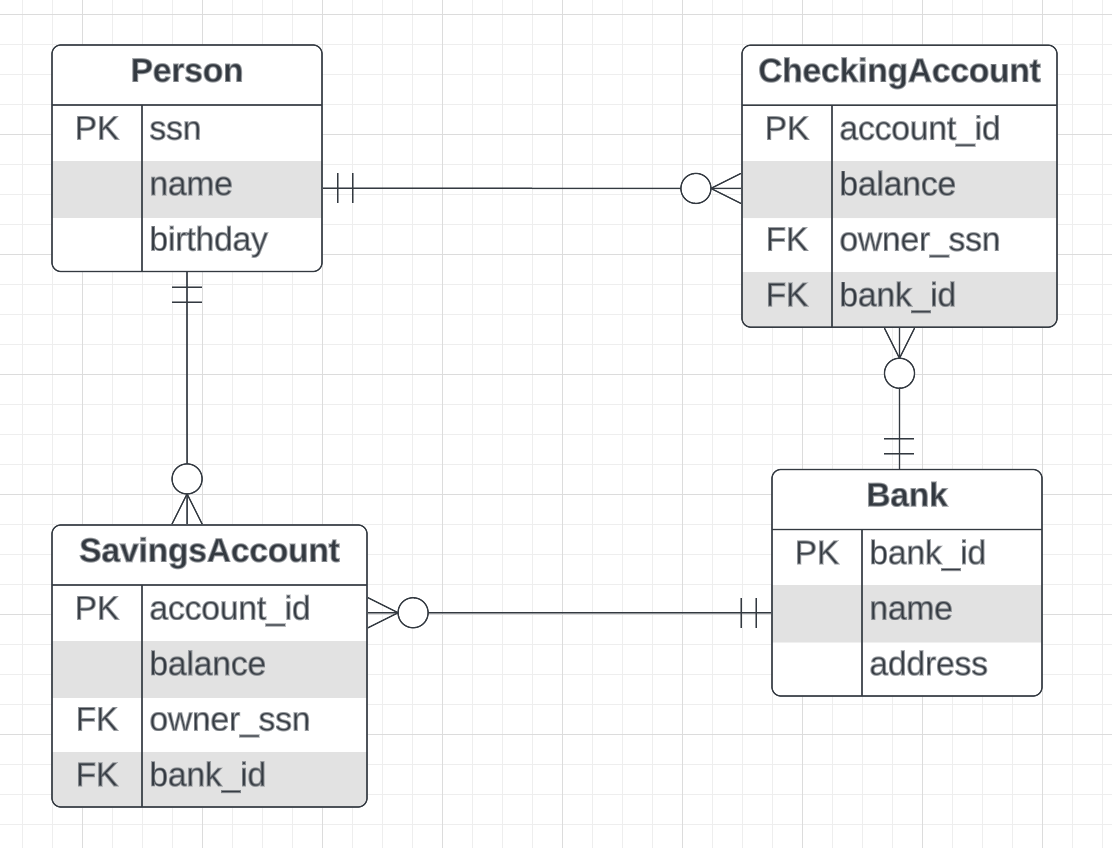 Person
PK ssn
name
birthday
CheckingAccount
PK account_id
balance
FK owner_ssn
FK bank_id
SavingsAccount
PK account_id
balance
FK owner_ssn
FK bank_id
Bank
PK bank_id
name
address